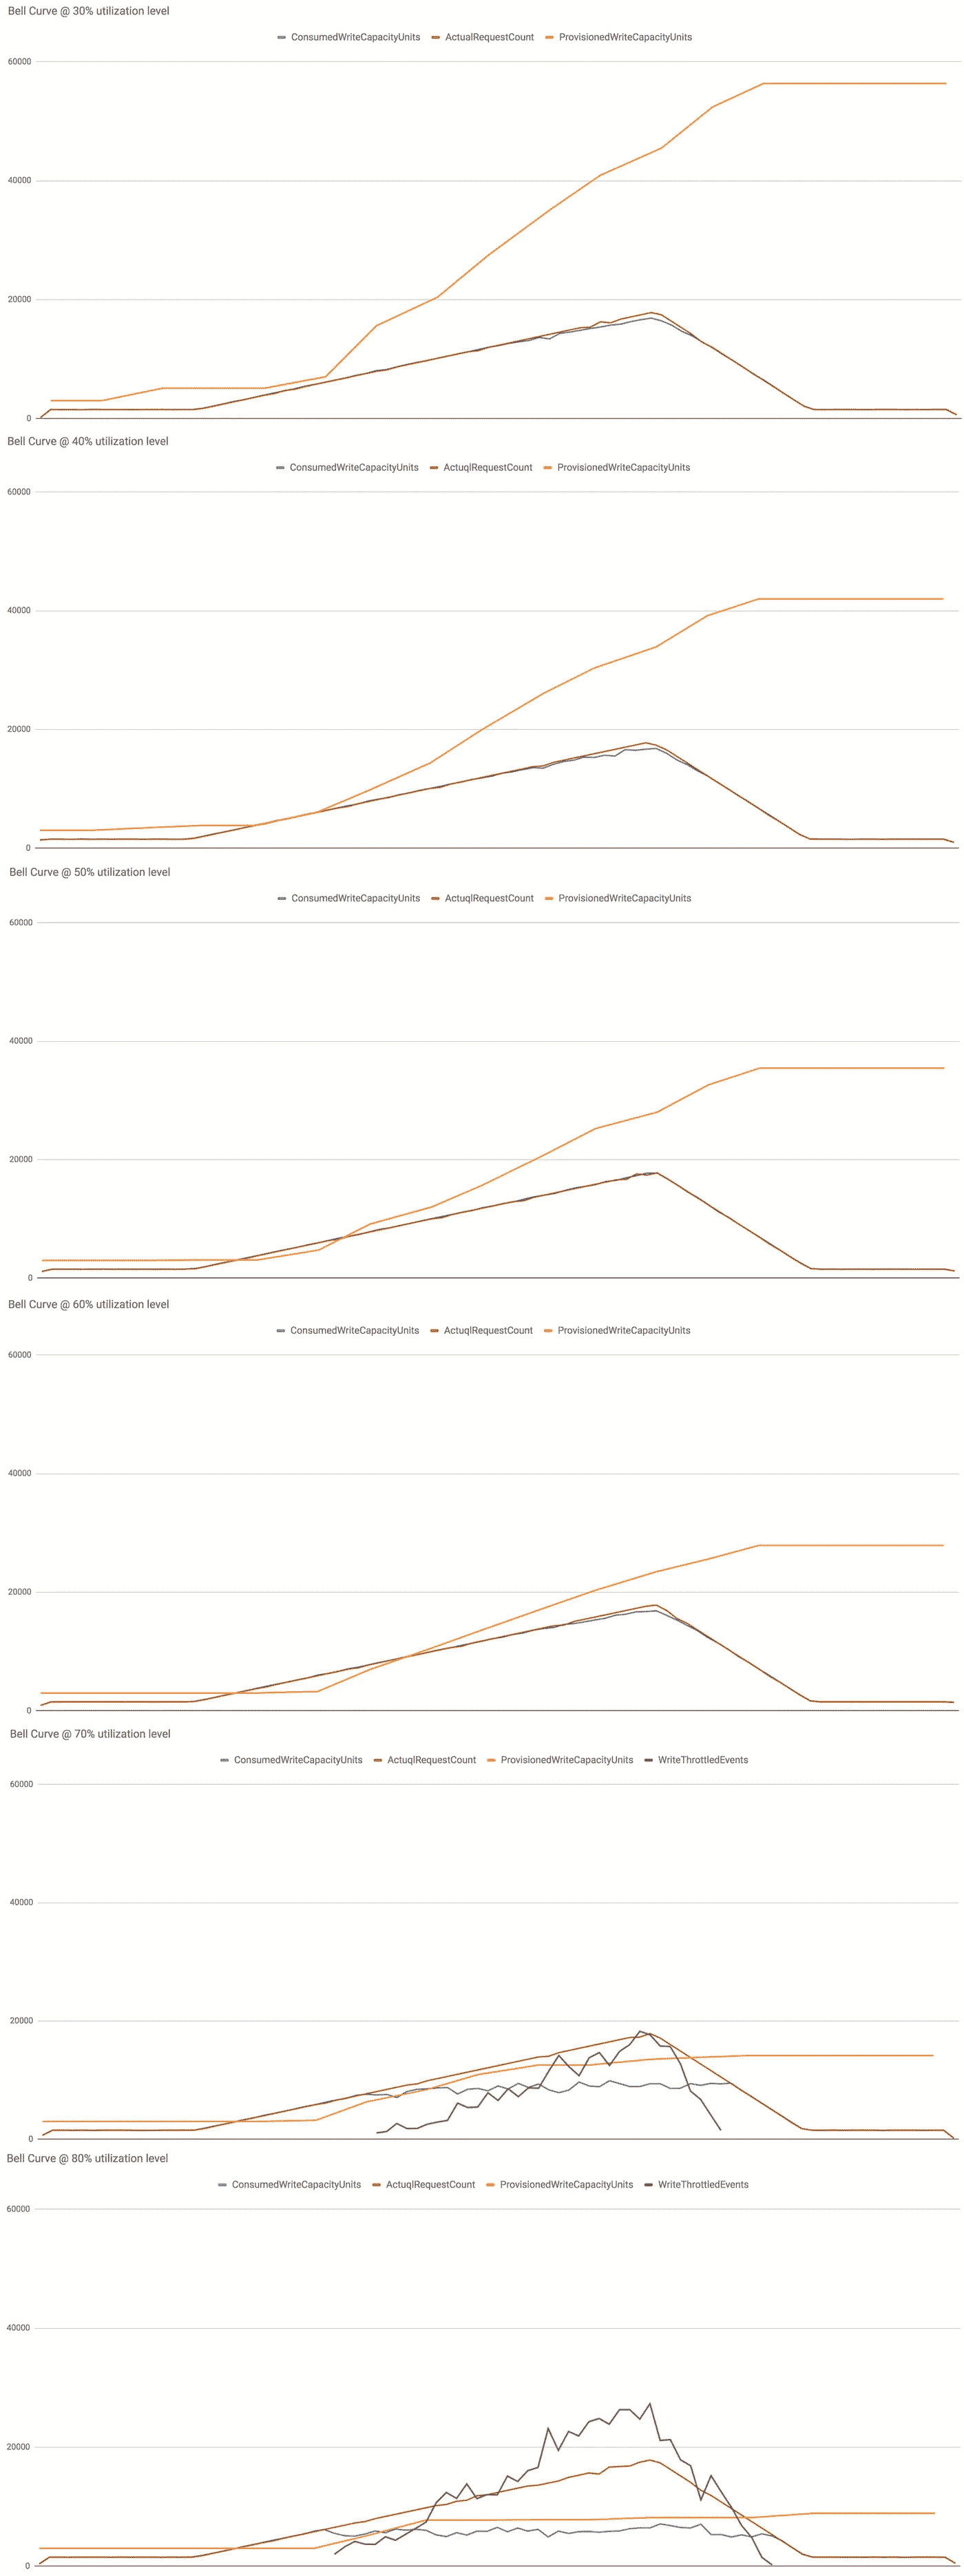 Bell Curve @ 30% utilization level
ConsumedWriteCapacityUnits ActualRequestCount ProvisionedWriteCapacityUnits
60000
40000
20000
0
Bell Curve @ 40% utilization level
ConsumedWriteCapacityUnits ActuqlRequestCount ProvisionedWriteCapacityUnits
60000
40000
20000
0
Bell Curve @ 50% utilization level
ConsumedWriteCapacityUnits ActuqlRequestCount ProvisionedWriteCapacityUnits
60000
40000
20000
0
Bell Curve @ 60% utilization level
ConsumedWriteCapacityUnits ActuqlRequestCount ProvisionedWriteCapacityUnits
60000
40000
20000
0
Bell Curve @ 70% utilization level
ConsumedWriteCapacityUnits ActuqlRequestCount ProvisionedWriteCapacityUnits WriteThrottledEvents
60000
40000
20000
0
Bell Curve @ 80% utilization level
ConsumedWriteCapacityUnits ActuqlRequestCount ProvisionedWriteCapacityUnits WriteThrottledEvents
60000
40000
20000
0